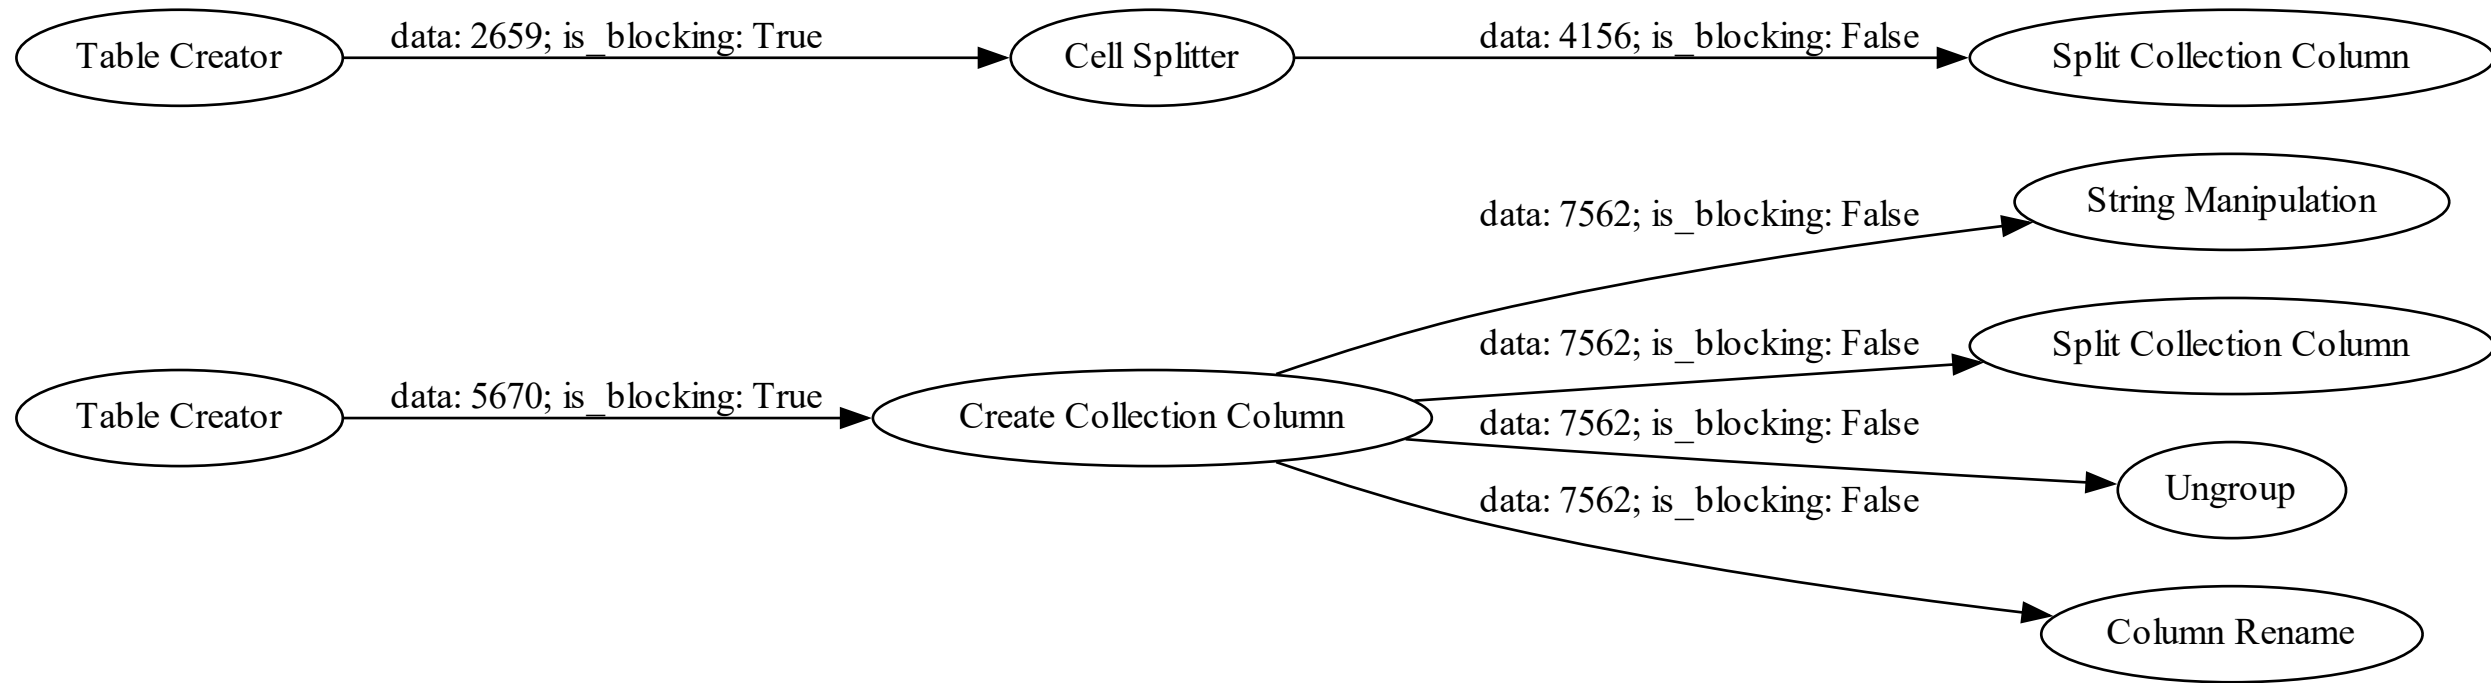 Table Creator
data: 2659; is_blocking: True
Cell Splitter
data: 4156; is_blocking: False
Split Collection Column
Table Creator
data: 5670; is_blocking: True
Create Collection Column
data: 7562; is_blocking: False
String Manipulation
data: 7562; is_blocking: False
Split Collection Column
data: 7562; is_blocking: False
Ungroup
data: 7562; is_blocking: False
Column Rename